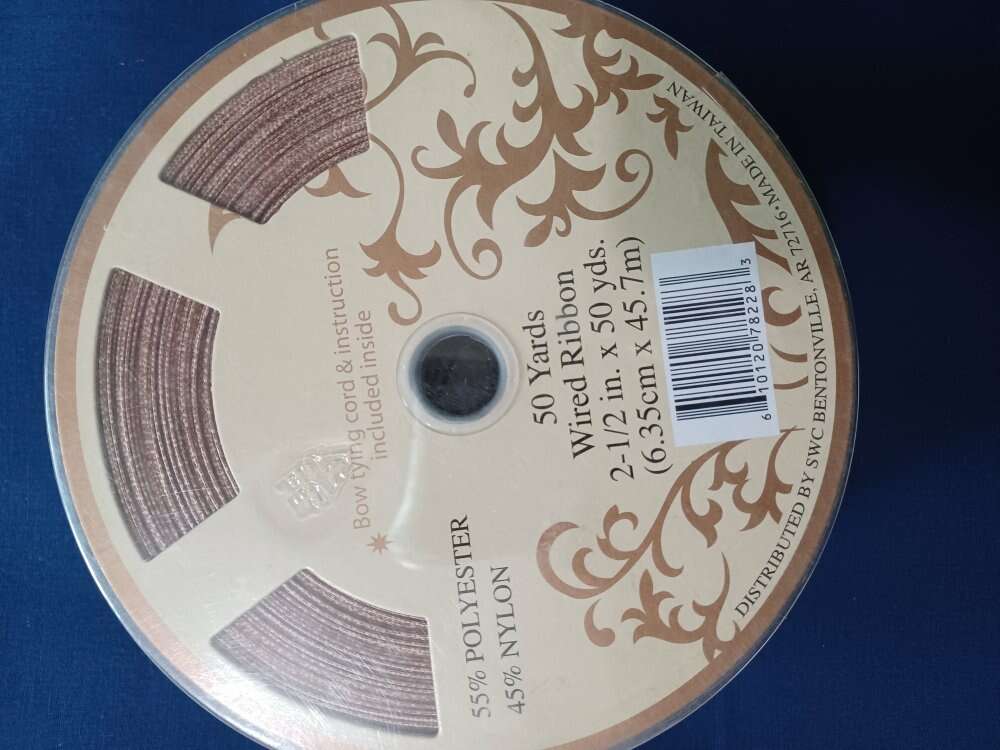 Bow tying cord & instruction
included inside
55% POLYESTER
45% NYLON
50 Yards
Wired Ribbon
2-1/2 in. x 50 yds.
(6.35cm x 45.7m)
6 10120 78228 3
DISTRIBUTED BY SWC BENTONVILLE, AR 72716•MADE IN TAIWAN